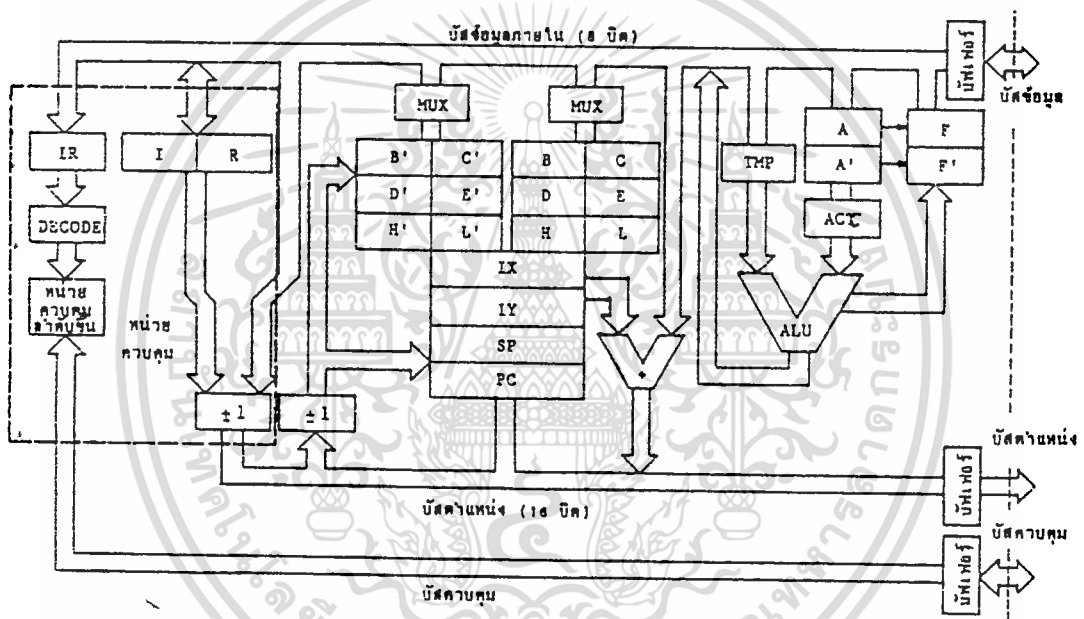 บัสข้อมูลภายใน (8 บิต)
บัฟเฟอร์
บัสข้อมูล
MUX
MUX
IR
I
R
B'
C'
B
C
TMP
A
F
A'
F'
D'
E'
D
E
DECODE
H'
L'
H
L
ACT
IX
หน่วย
ควบคุม
ลำดับขั้น
หน่วย
ควบคุม
IY
ALU
SP
+
PC
±1
±1
บัสตำแหน่ง
บัฟเฟอร์
บัสตำแหน่ง (16 บิต)
บัสควบคุม
บัฟเฟอร์
บัสควบคุม